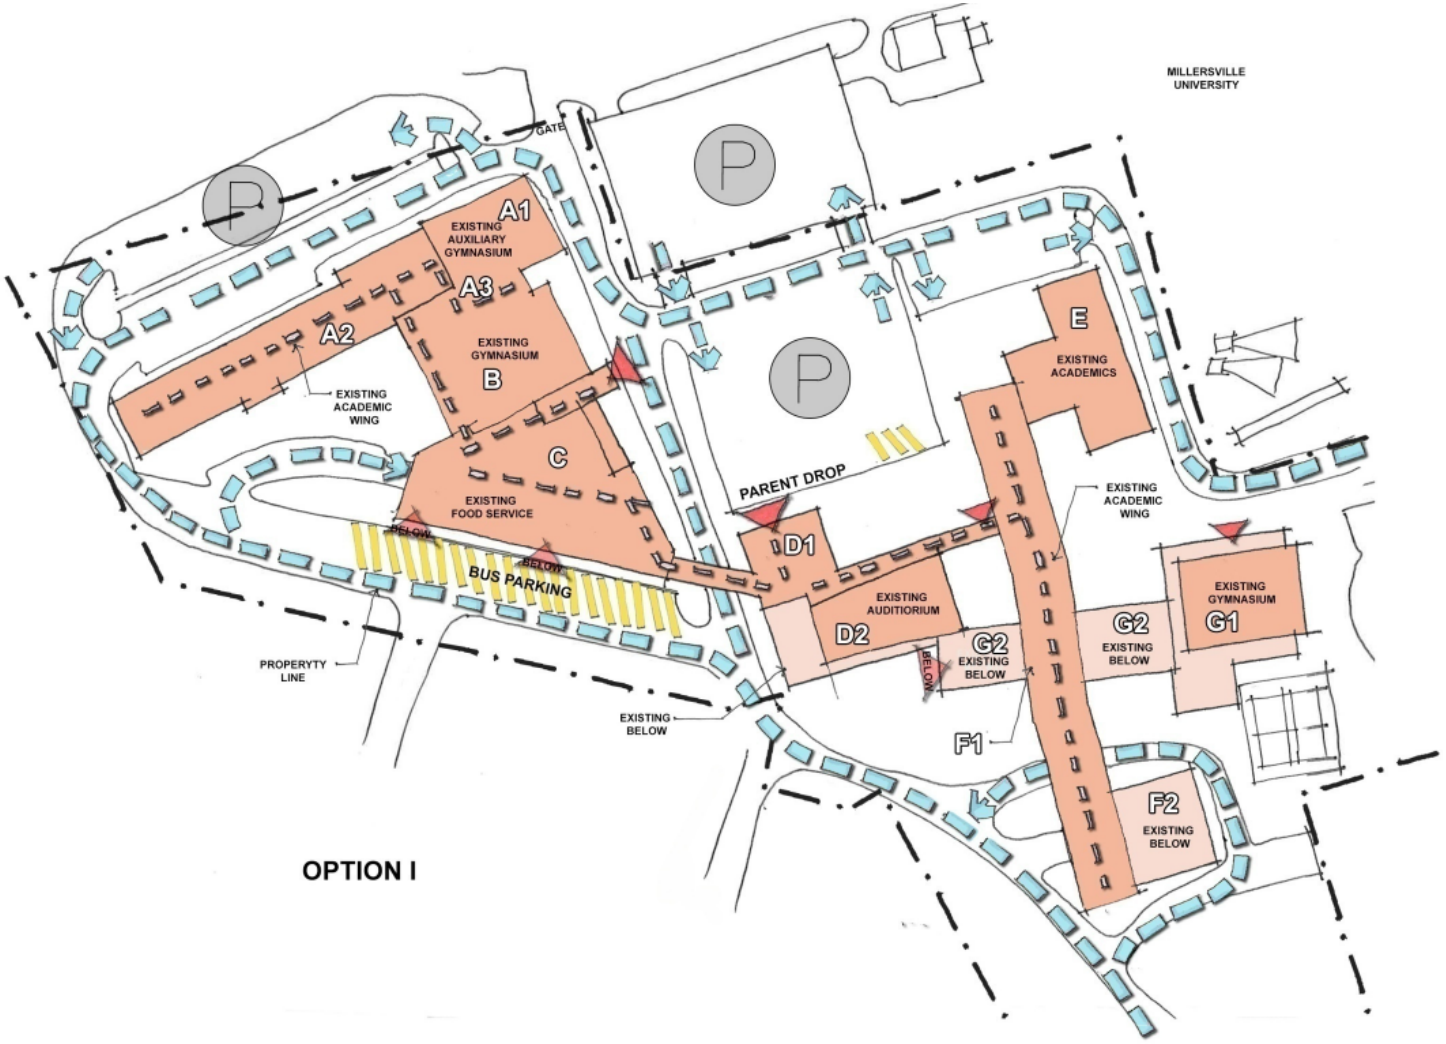 MILLERSVILLE
UNIVERSITY
GATE
P
P
A1
EXISTING
AUXILIARY
GYMNASIUM
A3
A2
EXISTING
GYMNASIUM
B
EXISTING
ACADEMIC
WING
P
E
EXISTING
ACADEMICS
C
EXISTING
FOOD SERVICE
PARENT DROP
EXISTING
ACADEMIC
WING
BELOW
BELOW
BUS PARKING
D1
EXISTING
AUDITIORIUM
D2
EXISTING
GYMNASIUM
G1
G2
EXISTING
BELOW
G2
EXISTING
BELOW
BELOW
PROPERYTY
LINE
EXISTING
BELOW
F1
F2
EXISTING
BELOW
OPTION I